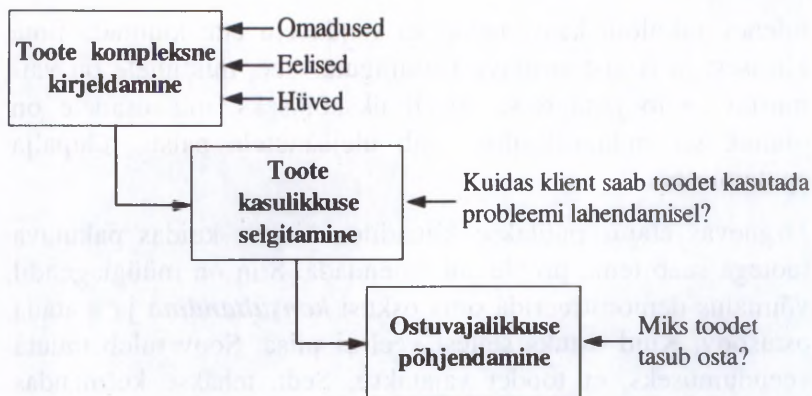 Toote kompleksne
kirjeldamine
Omadused
Eelised
Hüved
Toote
kasulikkuse
selgitamine
Kuidas klient saab toodet kasutada
probleemi lahendamisel?
Ostuvajalikkuse
põhjendamine
Miks toodet
tasub osta?